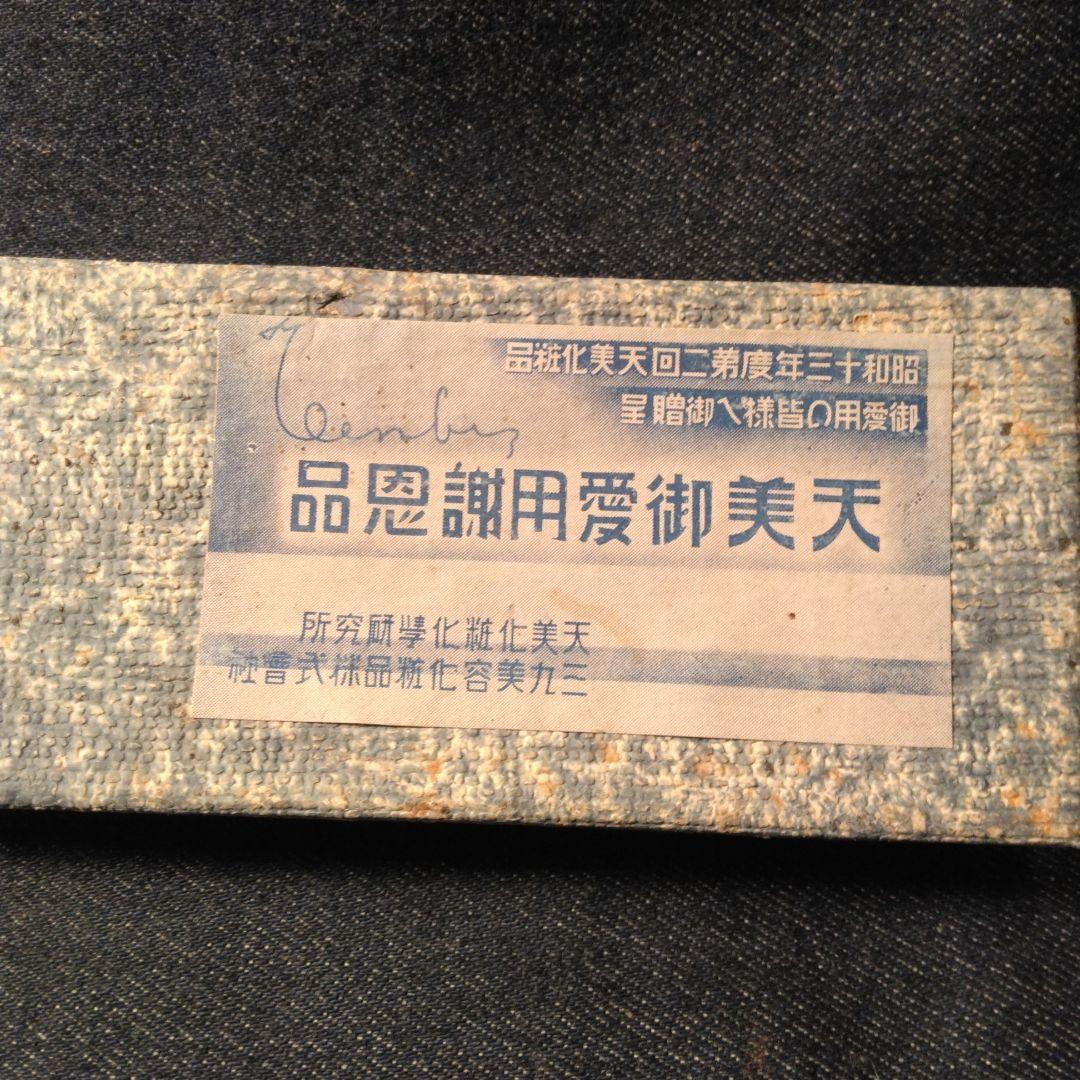 昭和十三年度第二回天美化粧品
御愛用の皆様へ御贈呈
Tenbi
天美御愛用謝恩品
天美化粧化学研究所
三九美容化粧品株式會社